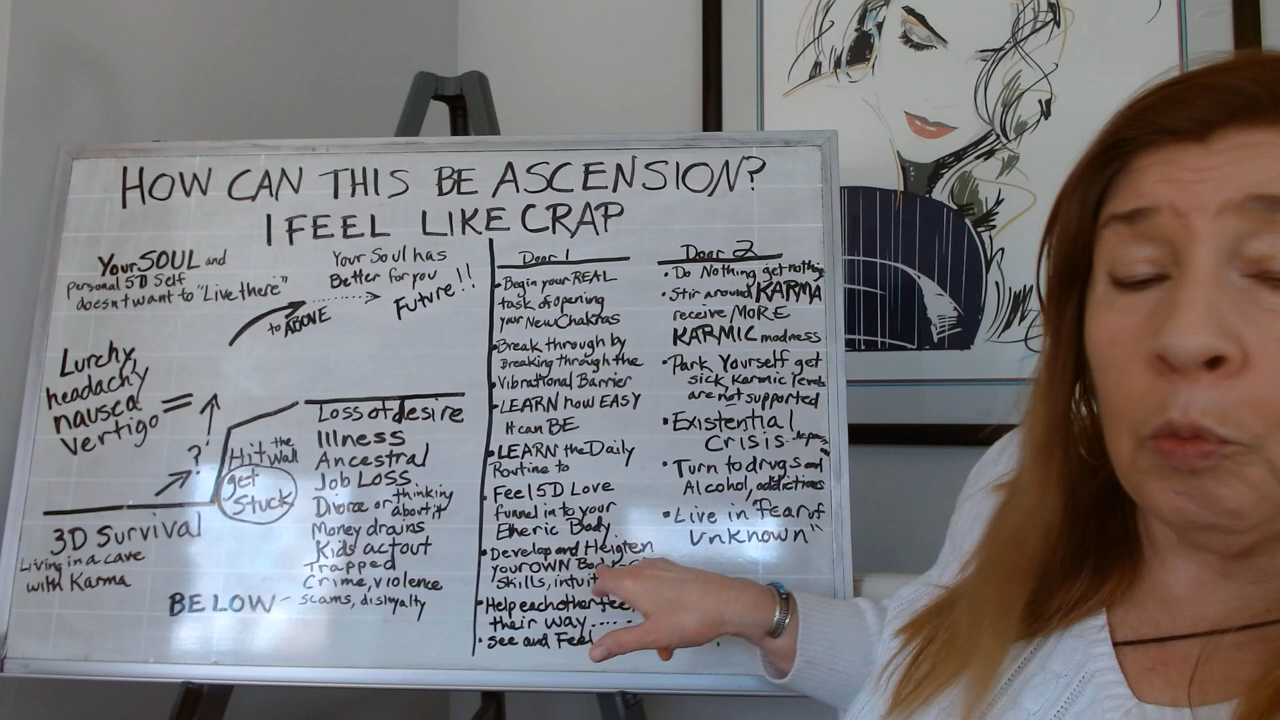 HOW CAN THIS BE ASCENSION?
I FEEL LIKE CRAP
Your SOUL and
personal 5D Self
doesnt want to "Live there"
Your Soul has
Better for you
Future!!
to ABOVE
Lurchy,
headachy
nausea
vertigo =
?
Hit the Wall
get
stuck
3D Survival
Living in a cave
with Karma
BELOW -
Loss of desire
Illness
Ancestral
Job Loss
Divorce or thinking about it
Money drains
Kids act out
Trapped
Crime, violence
scams, disloyalty
Door 1
• Begin your REAL
task of opening
your New Chakras
• Break through by
Breaking through the
• Vibrational Barrier
• LEARN how EASY
it can BE
• LEARN the Daily
Routine to
Feel 5D Love
funnel in to your
Etheric Body
• Develop and Heigten
your OWN
skills,
• Help each other
their way.....
• See and Feel
Door 2
• Do Nothing get nothing
• Stir around KARMA
receive MORE
KARMIC madness
• Park Yourself get
sick Karmic levels
are not supported
• Existential
Crisis
• Turn to drugs and
Alcohol, addictions
• Live in "Fear of
Unknown"